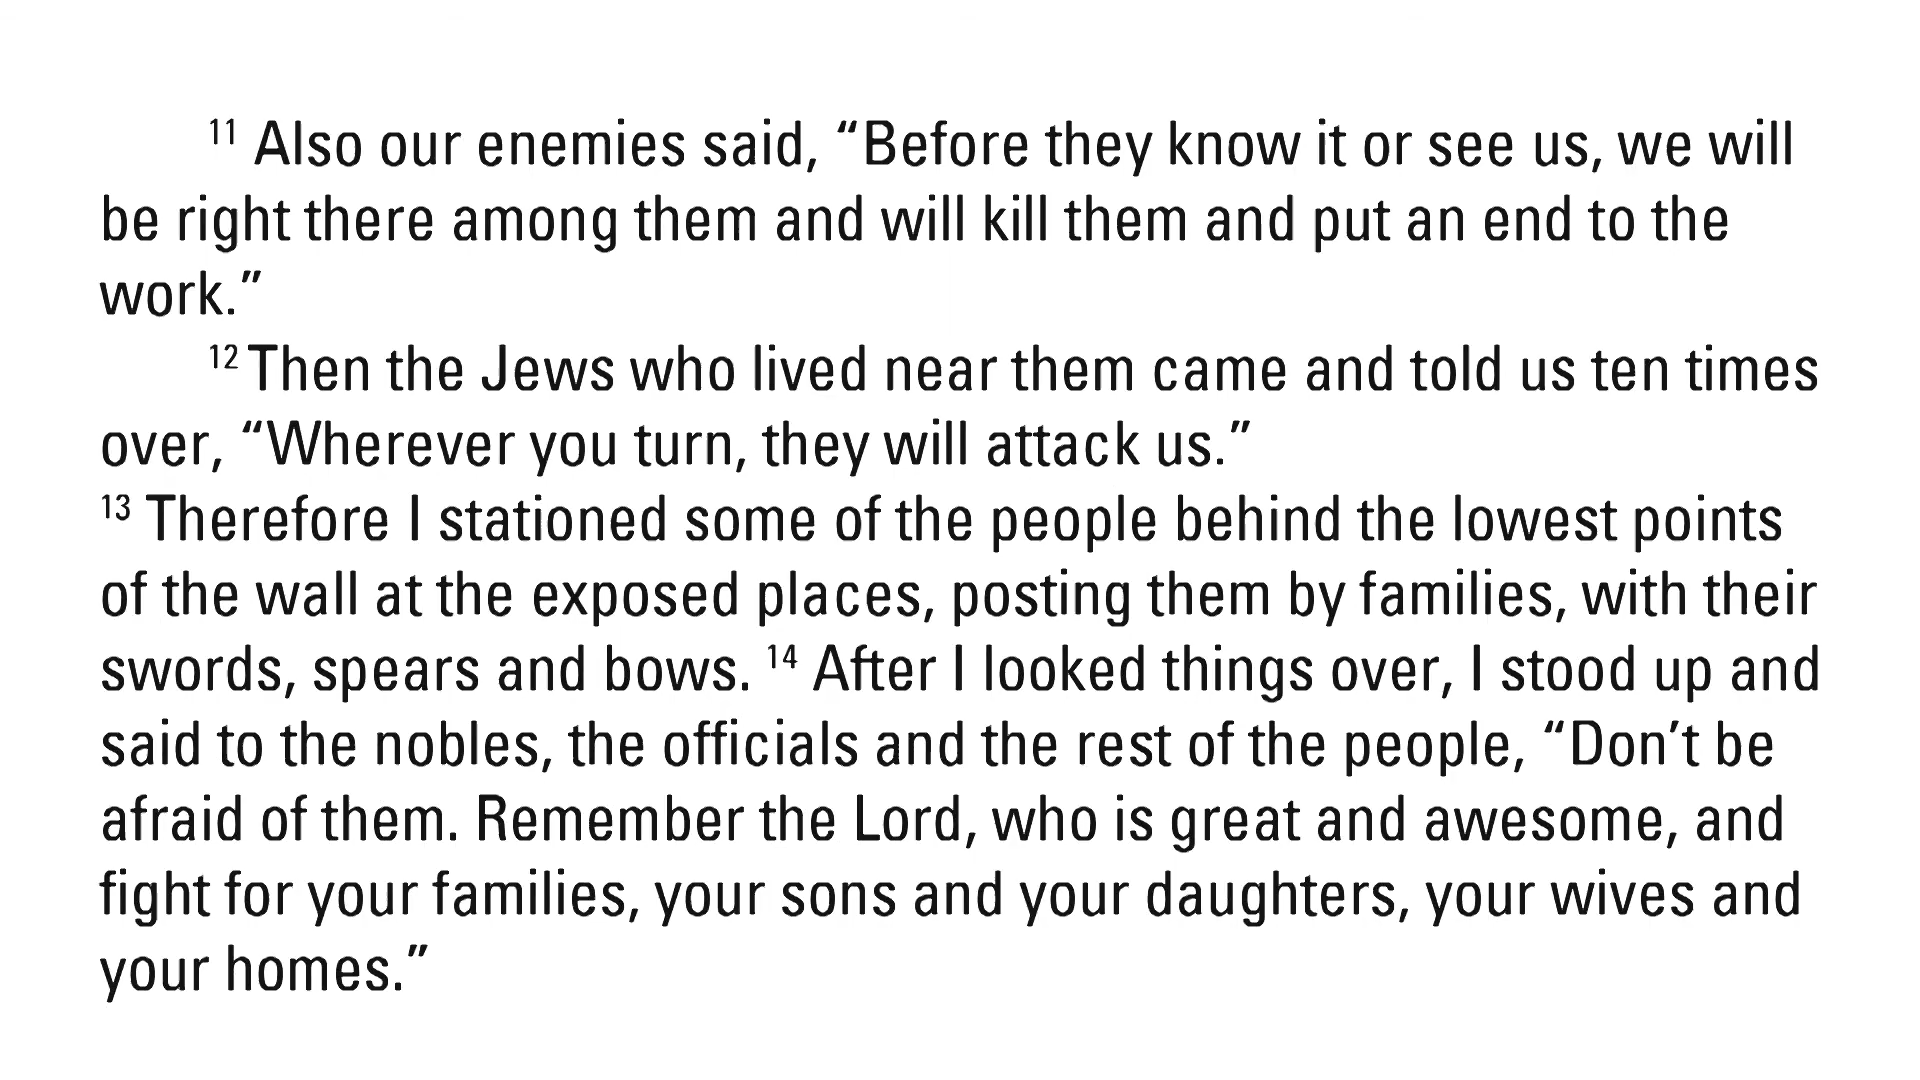 11 Also our enemies said, “Before they know it or see us, we will
be right there among them and will kill them and put an end to the
work.”
12 Then the Jews who lived near them came and told us ten times
over, “Wherever you turn, they will attack us.”
13 Therefore I stationed some of the people behind the lowest points
of the wall at the exposed places, posting them by families, with their
swords, spears and bows. 14 After I looked things over, I stood up and
said to the nobles, the officials and the rest of the people, “Don’t be
afraid of them. Remember the Lord, who is great and awesome, and
fight for your families, your sons and your daughters, your wives and
your homes.”